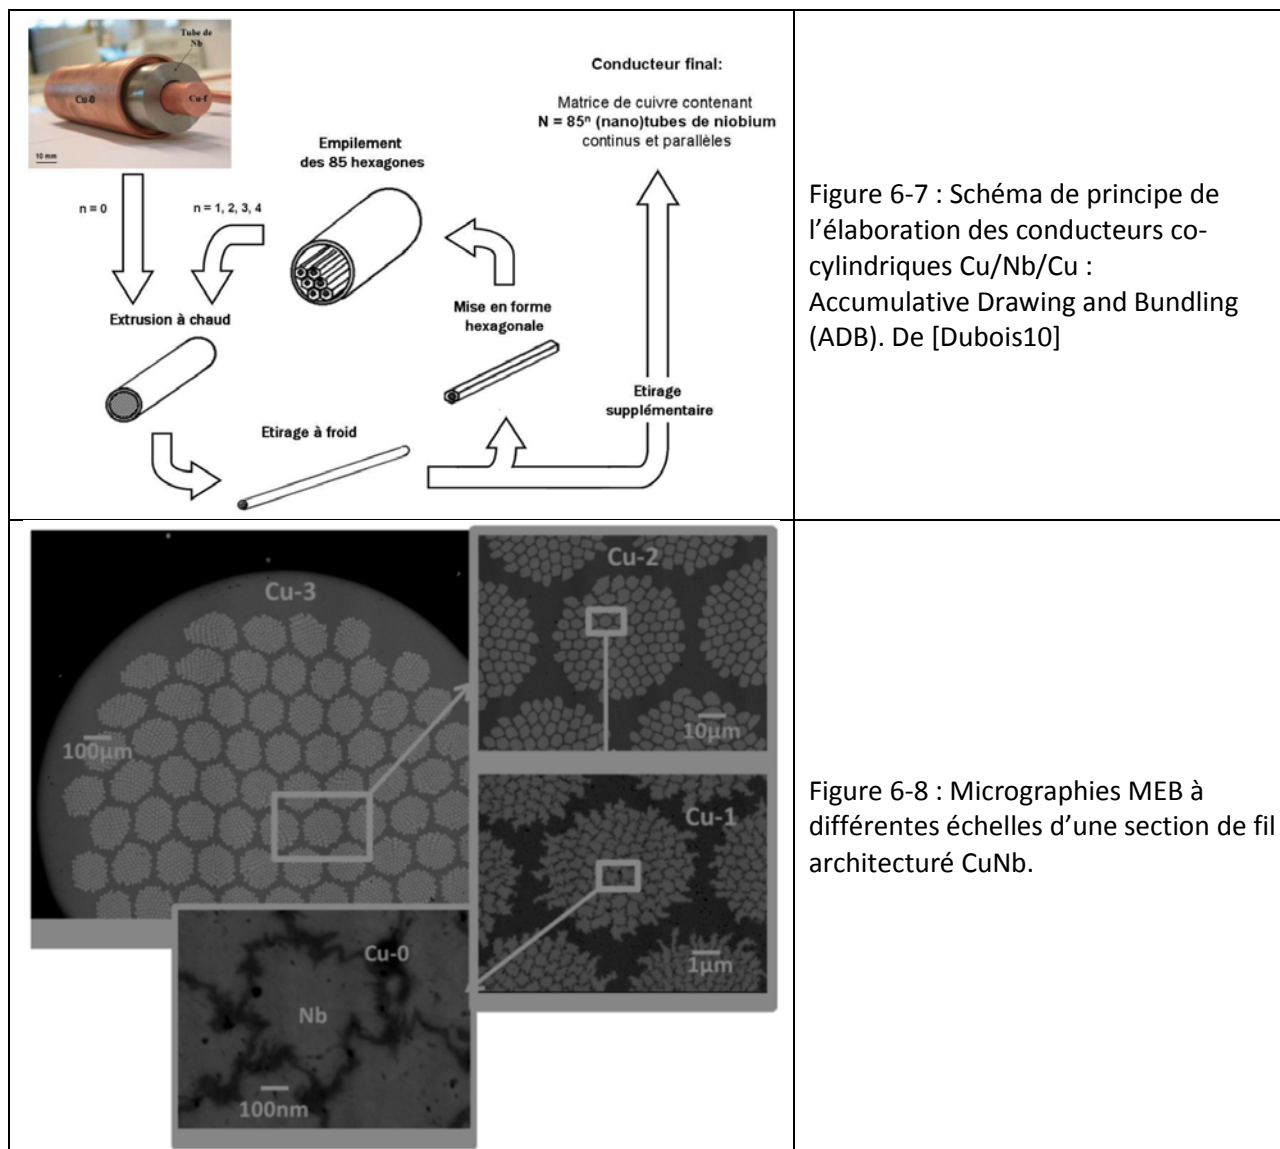 Tube de
Nb
Cu-0
Cu-f
10 mm
n = 0
n = 1, 2, 3, 4
Empilement
des 85 hexagones
Conducteur final:
Matrice de cuivre contenant
N = 85ⁿ (nano)tubes de niobium
continus et parallèles
Extrusion à chaud
Mise en forme
hexagonale
Etirage à froid
Etirage
supplémentaire
Figure 6-7 : Schéma de principe de
l’élaboration des conducteurs co-
cylindriques Cu/Nb/Cu :
Accumulative Drawing and Bundling
(ADB). De [Dubois10]
Cu-3
100µm
Cu-2
10µm
Cu-1
1µm
Cu-0
Nb
100nm
Figure 6-8 : Micrographies MEB à
différentes échelles d’une section de fil
architecturé CuNb.